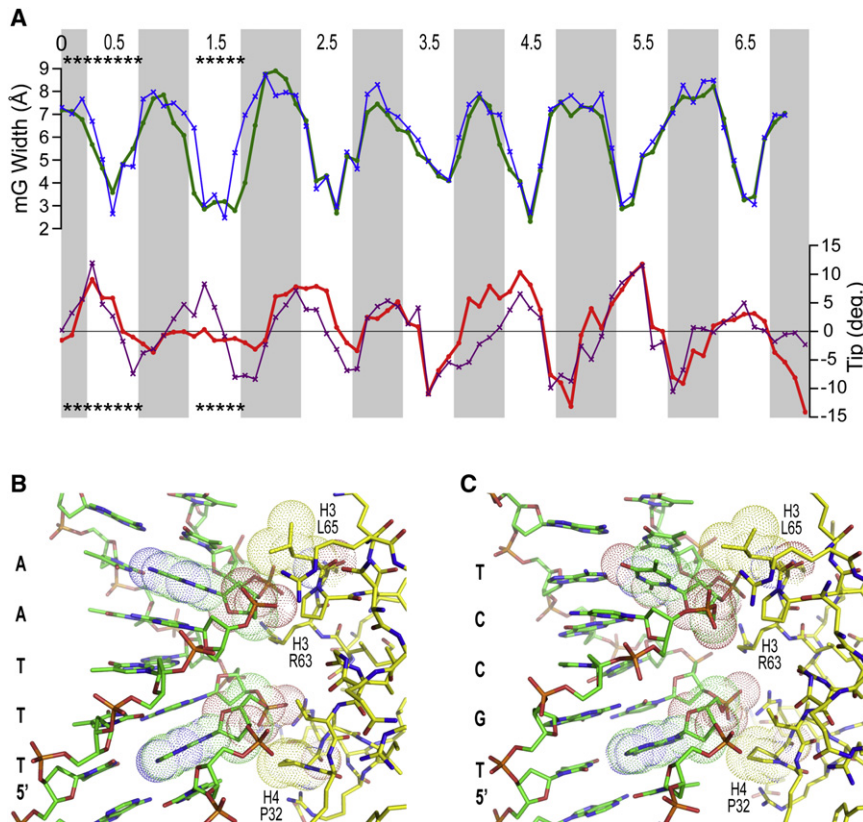 A
0 0.5 1.5 2.5 3.5 4.5 5.5 6.5
******** *****
mG Width (Å)
9
8
7
6
5
4
3
2
15
10
5
0
-5
-10
-15
Tip (deg.)
******** *****
B
H3
L65
A
A
H3
R63
T
T
T
5'
H4
P32
C
H3
L65
T
C
H3
R63
C
G
T
5'
H4
P32